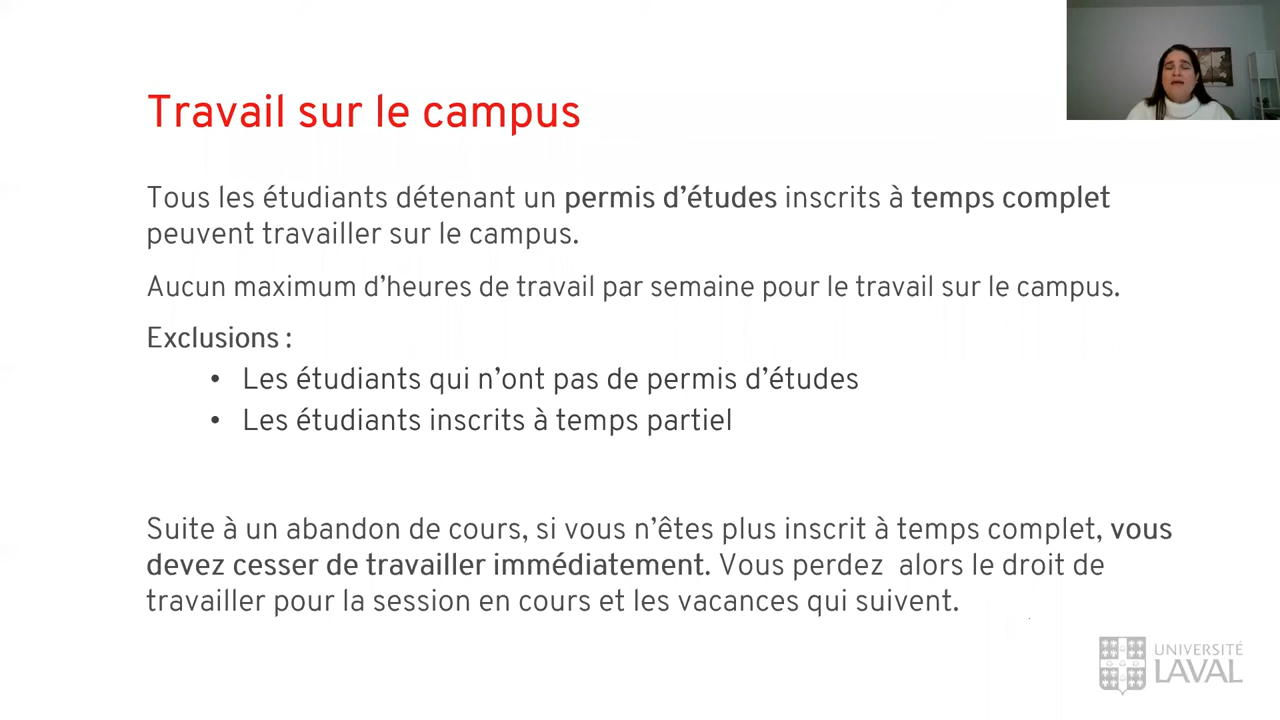 Travail sur le campus
Tous les étudiants détenant un permis d'études inscrits à temps complet
peuvent travailler sur le campus.
Aucun maximum d'heures de travail par semaine pour le travail sur le campus.
Exclusions :
• Les étudiants qui n'ont pas de permis d'études
• Les étudiants inscrits à temps partiel
Suite à un abandon de cours, si vous n'êtes plus inscrit à temps complet, vous
devez cesser de travailler immédiatement. Vous perdez alors le droit de
travailler pour la session en cours et les vacances qui suivent.
UNIVERSITÉ
LAVAL